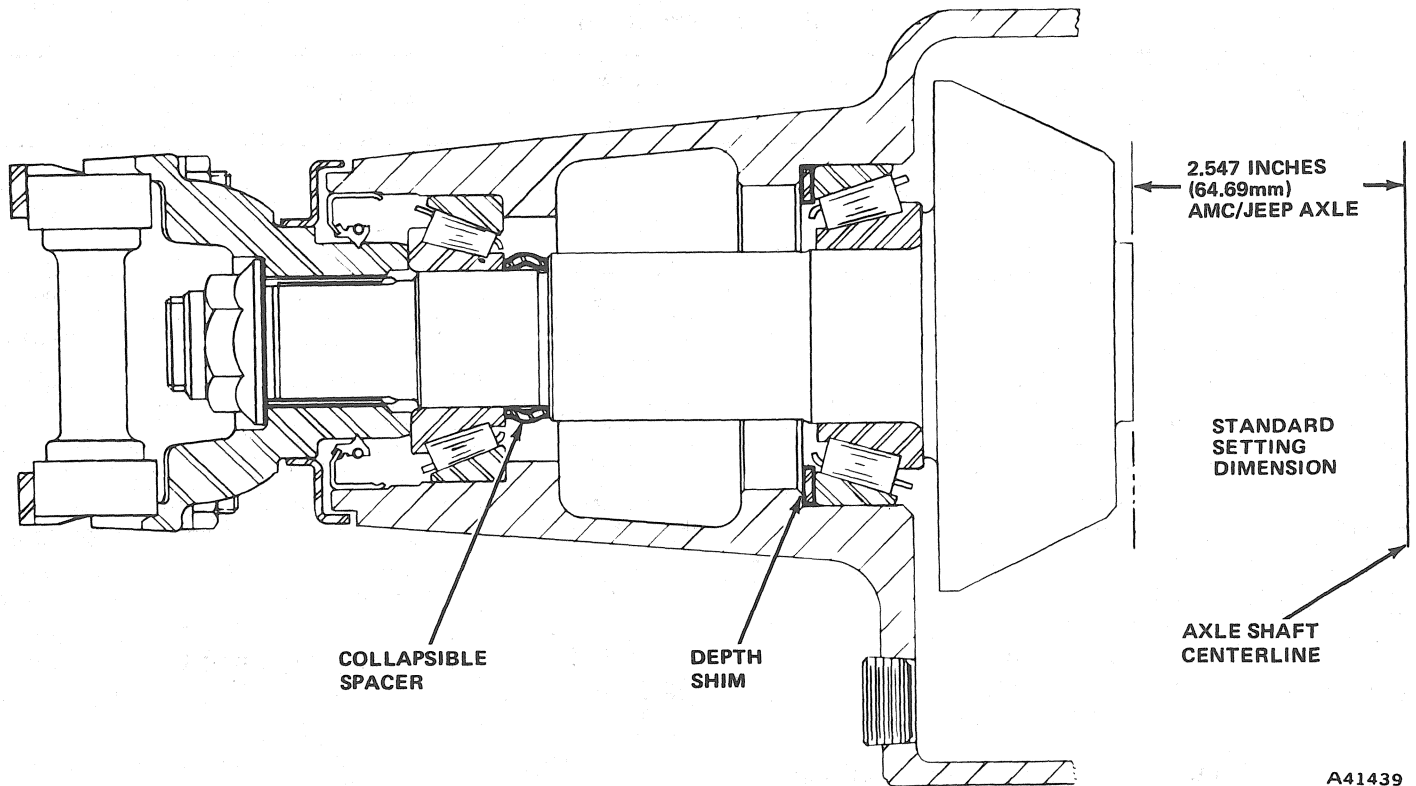 2.547 INCHES
(64.69mm)
AMC/JEEP AXLE
STANDARD
SETTING
DIMENSION
COLLAPSIBLE
SPACER
DEPTH
SHIM
AXLE SHAFT
CENTERLINE
A41439